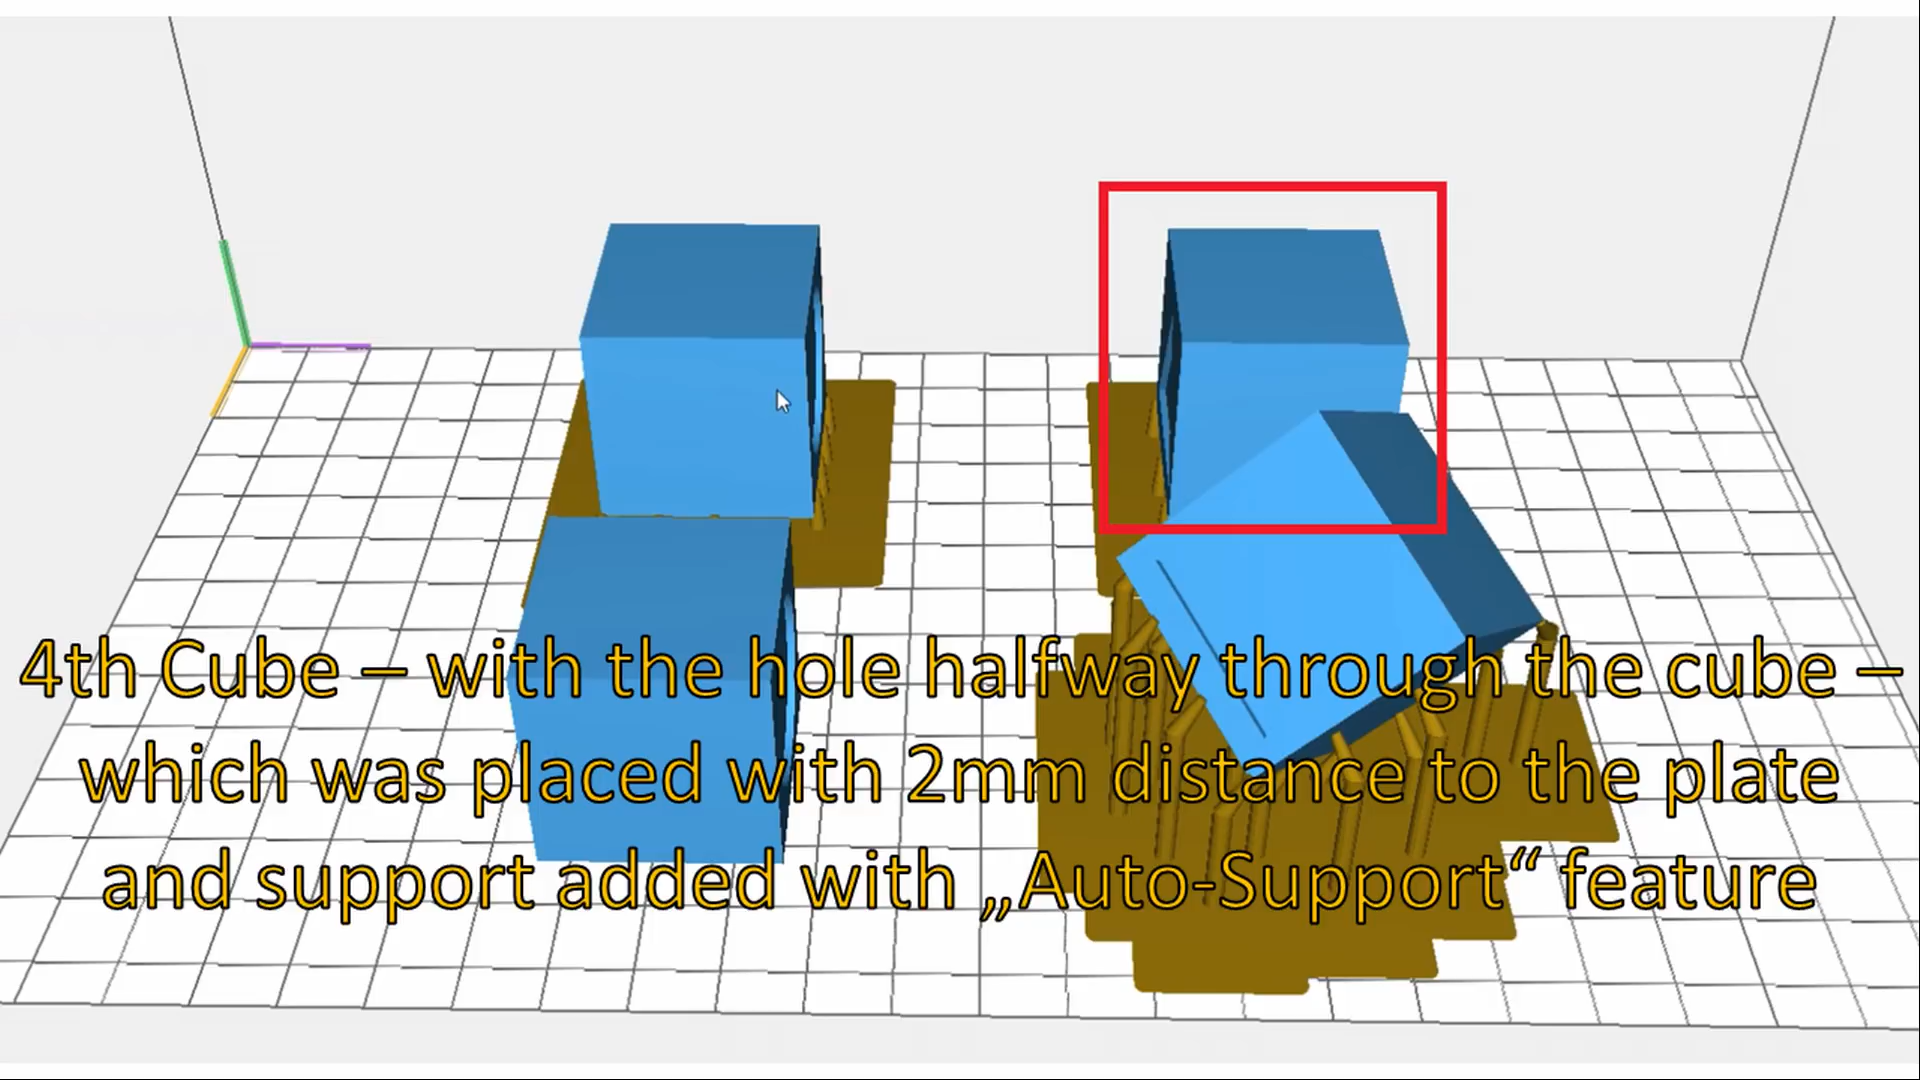 4th Cube – with the hole halfway through the cube –
which was placed with 2mm distance to the plate
and support added with „Auto-Support“ feature